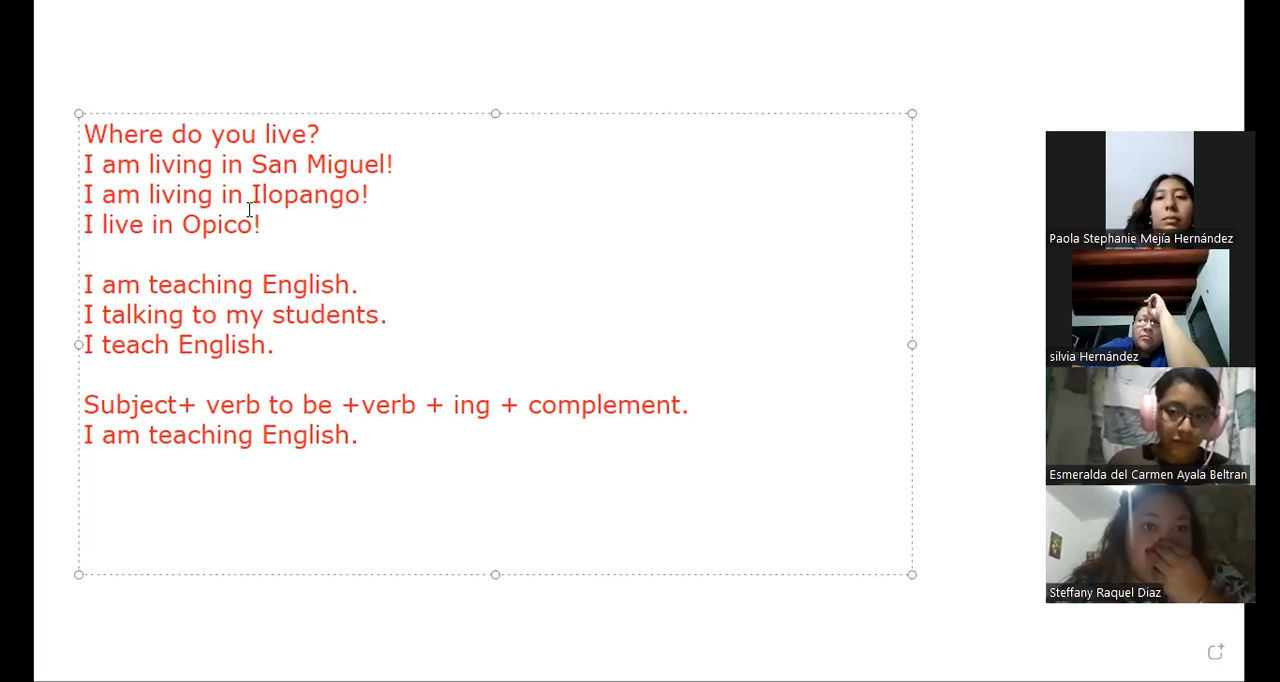 Where do you live?
I am living in San Miguel!
I am living in Ilopango!
I live in Opico!
I am teaching English.
I talking to my students.
I teach English.
Subject+ verb to be +verb + ing + complement.
I am teaching English.
Paola Stephanie Mejía Hernández
silvia Hernández
Esmeralda del Carmen Ayala Beltran
Steffany Raquel Diaz